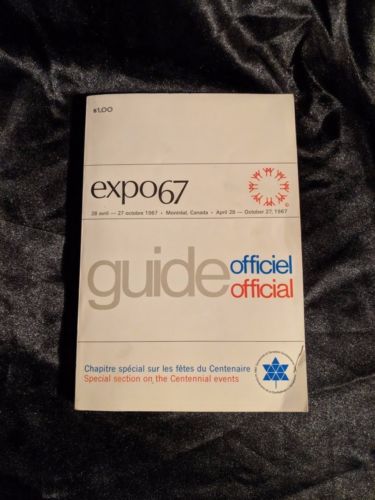 $1.00
expo67
28 avril — 27 octobre 1967 • Montréal, Canada • April 28 — October 27, 1967
©
guide officiel
official
Chapitre spécial sur les fêtes du Centenaire
Special section on the Centennial events